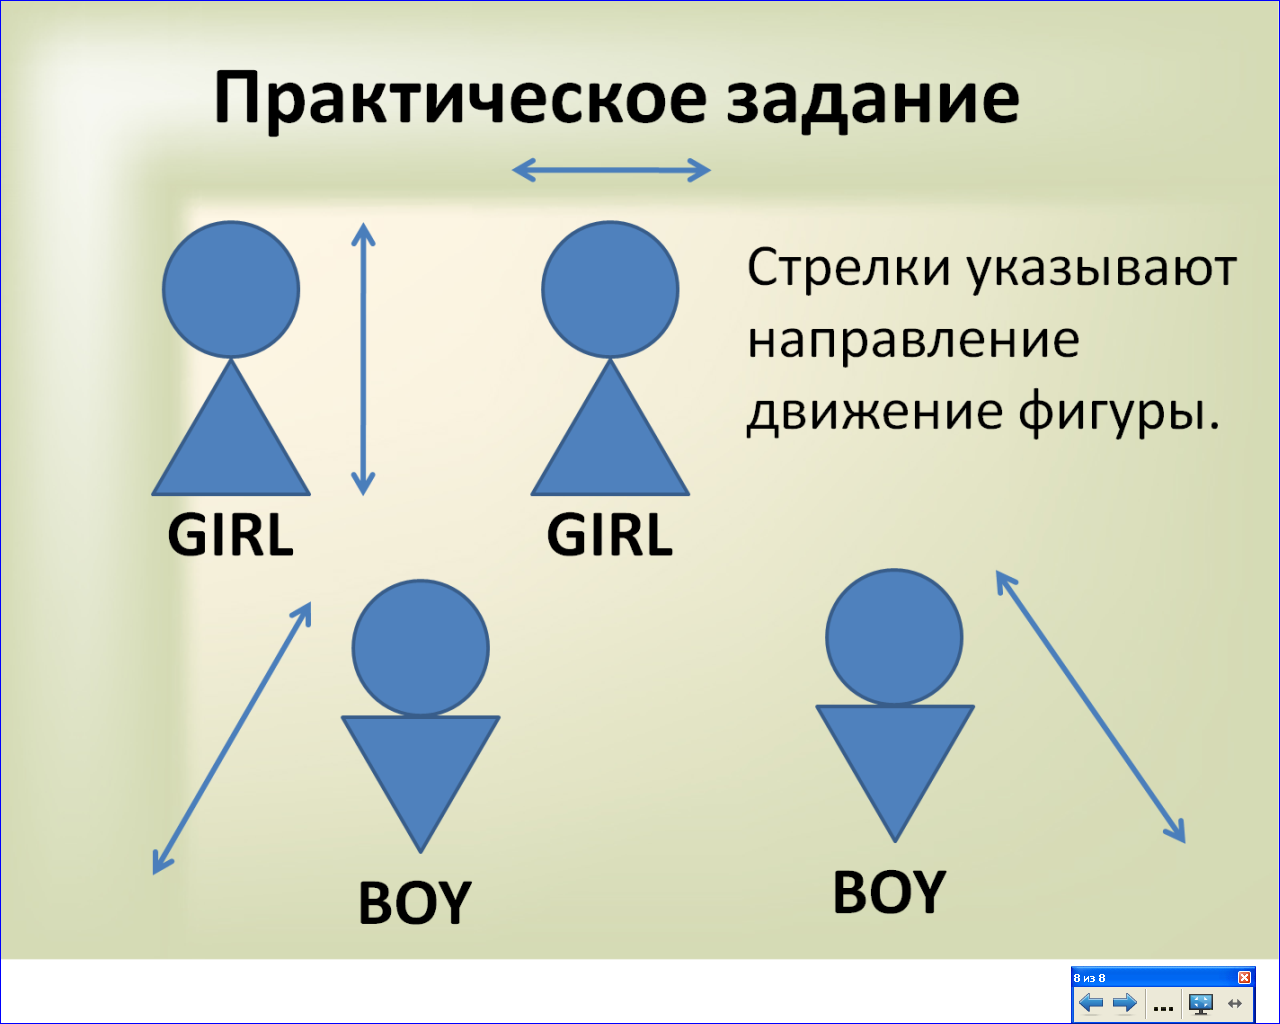 Практическое задание
Стрелки указывают
направление
движение фигуры.
GIRL
GIRL
BOY
BOY
8 из 8